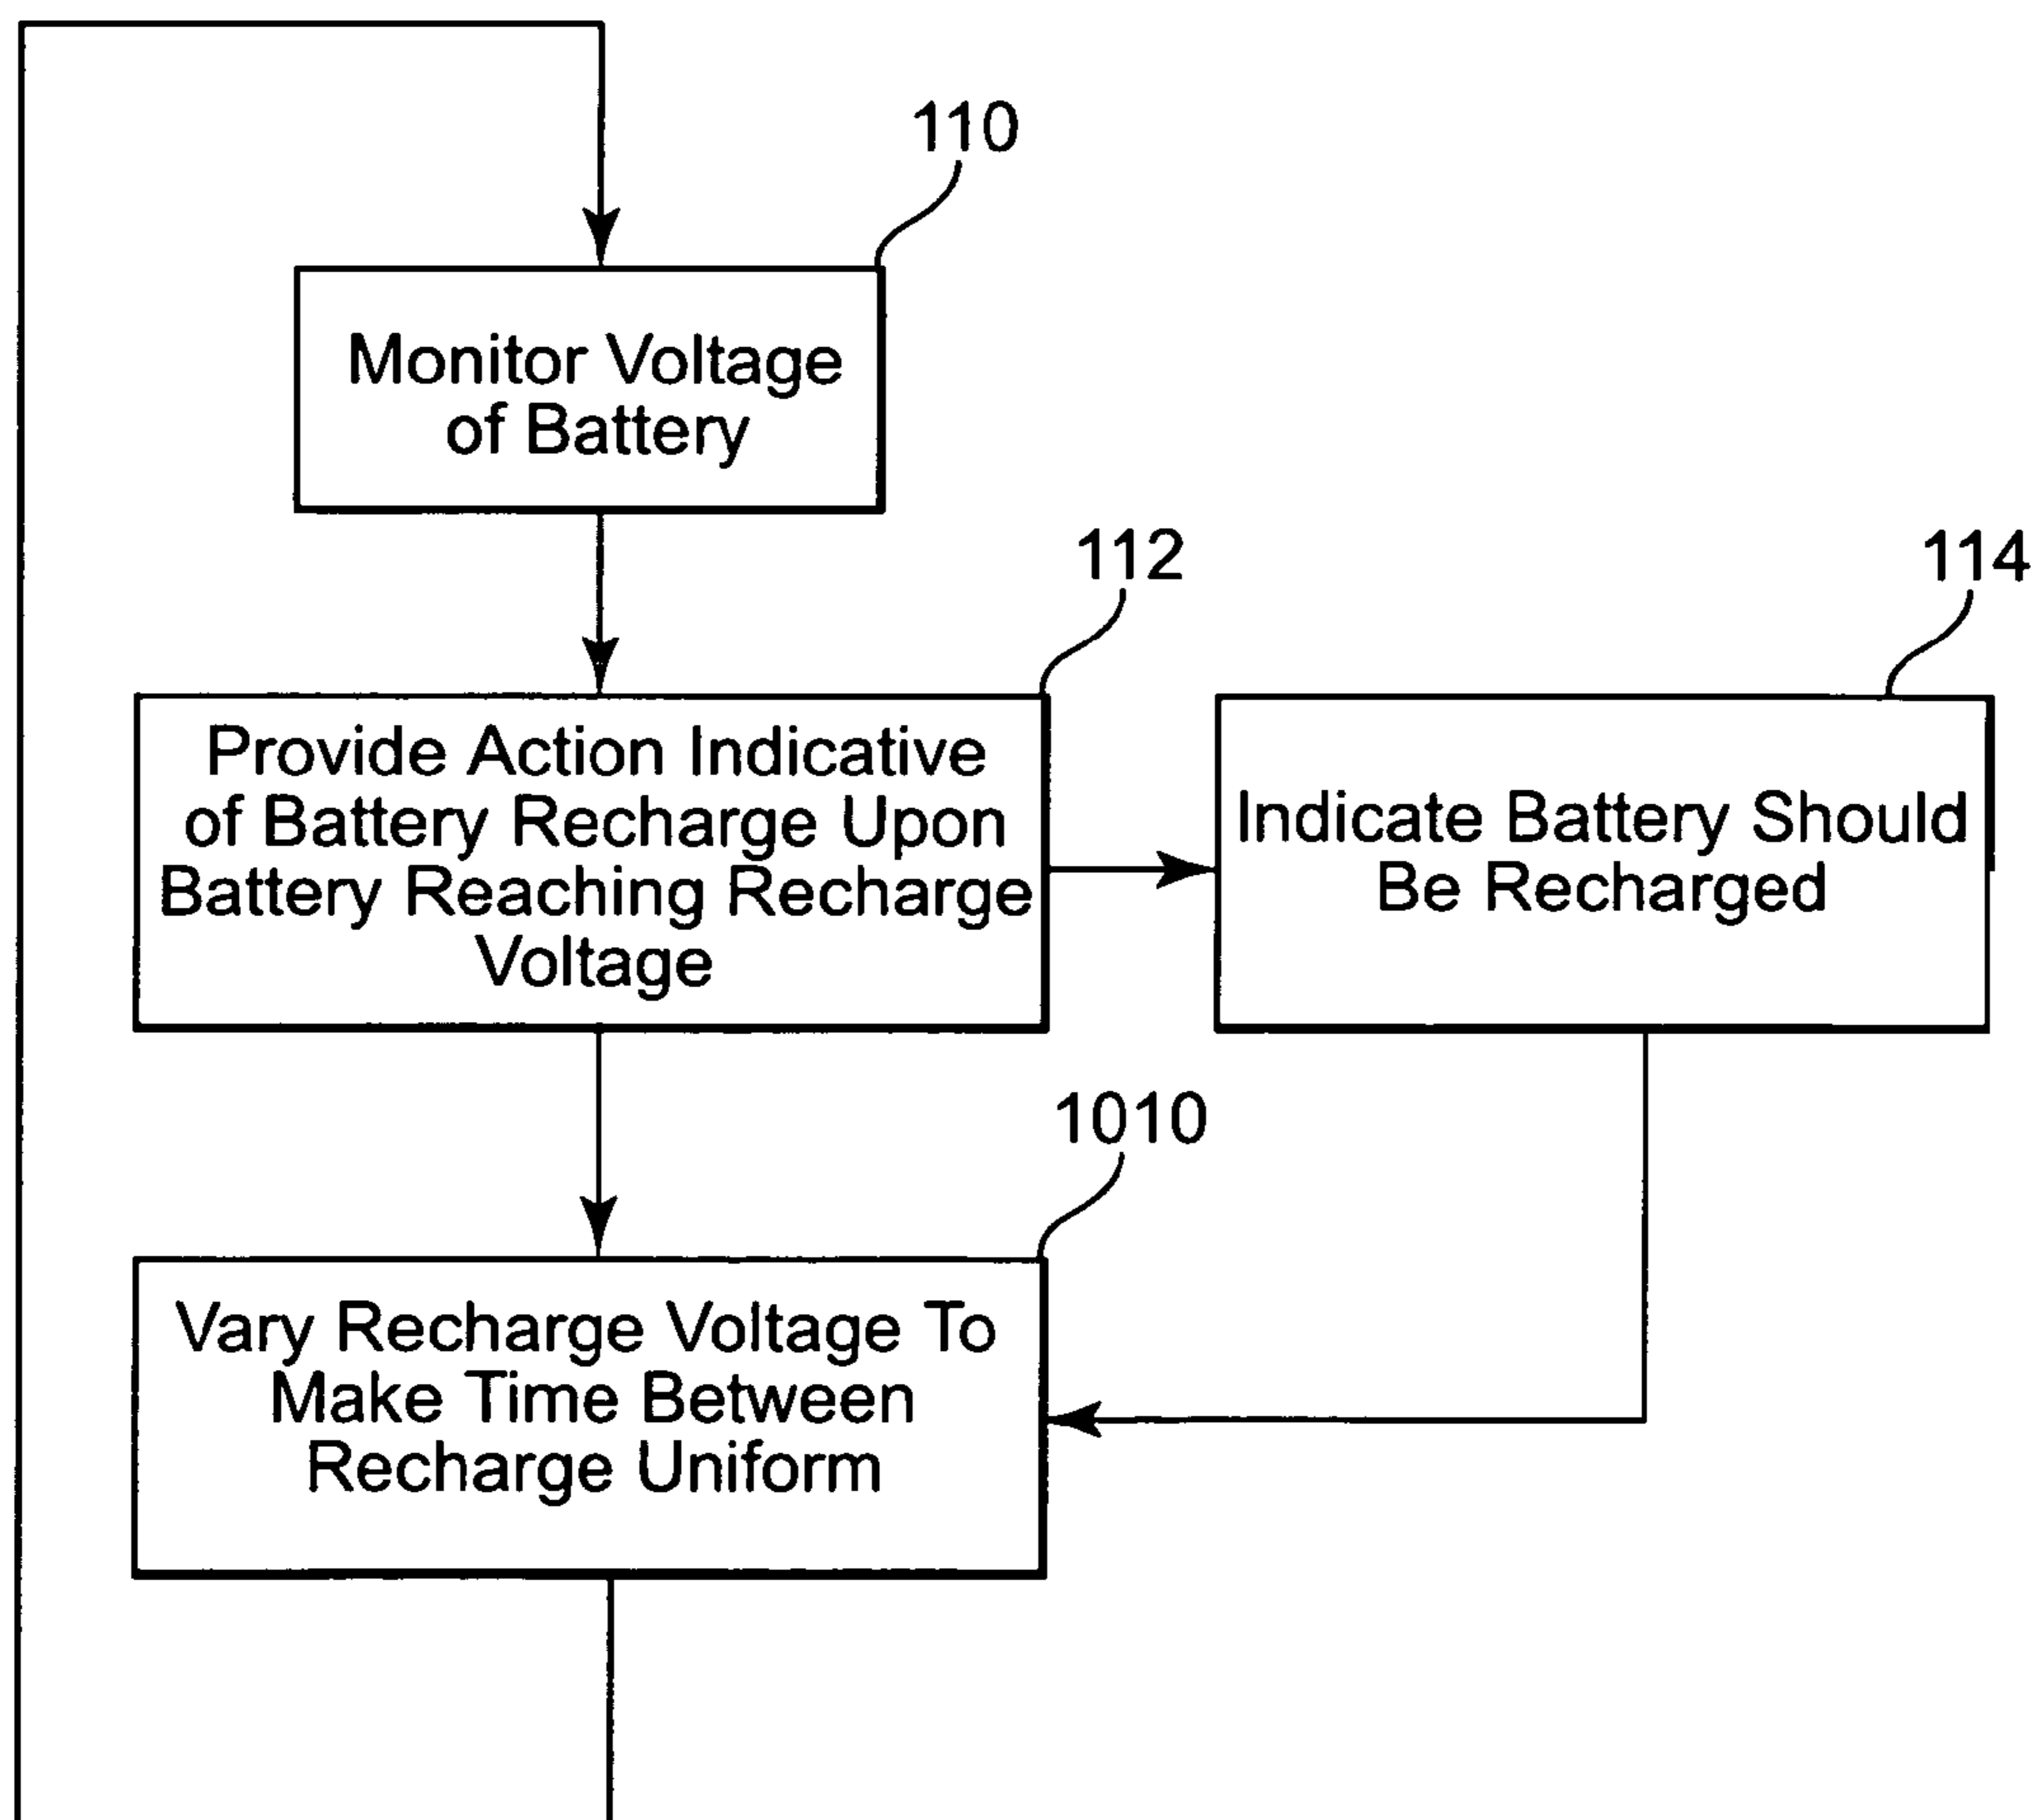 110
Monitor Voltage
of Battery
112
Provide Action Indicative
of Battery Recharge Upon
Battery Reaching Recharge
Voltage
114
Indicate Battery Should
Be Recharged
1010
Vary Recharge Voltage To
Make Time Between
Recharge Uniform